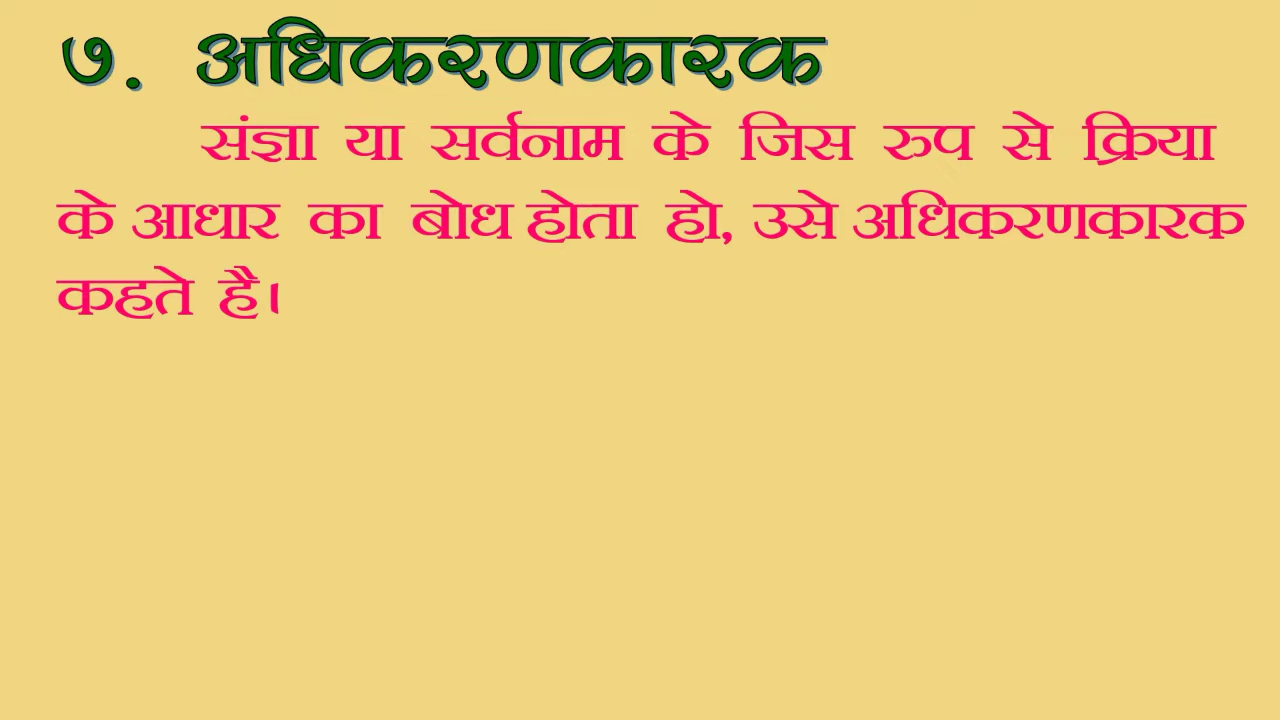 ७. अधिकरणकारक
संज्ञा या सर्वनाम के जिस रुप से क्रिया
के आधार का बोध होता हो, उसे अधिकरणकारक
कहते है।